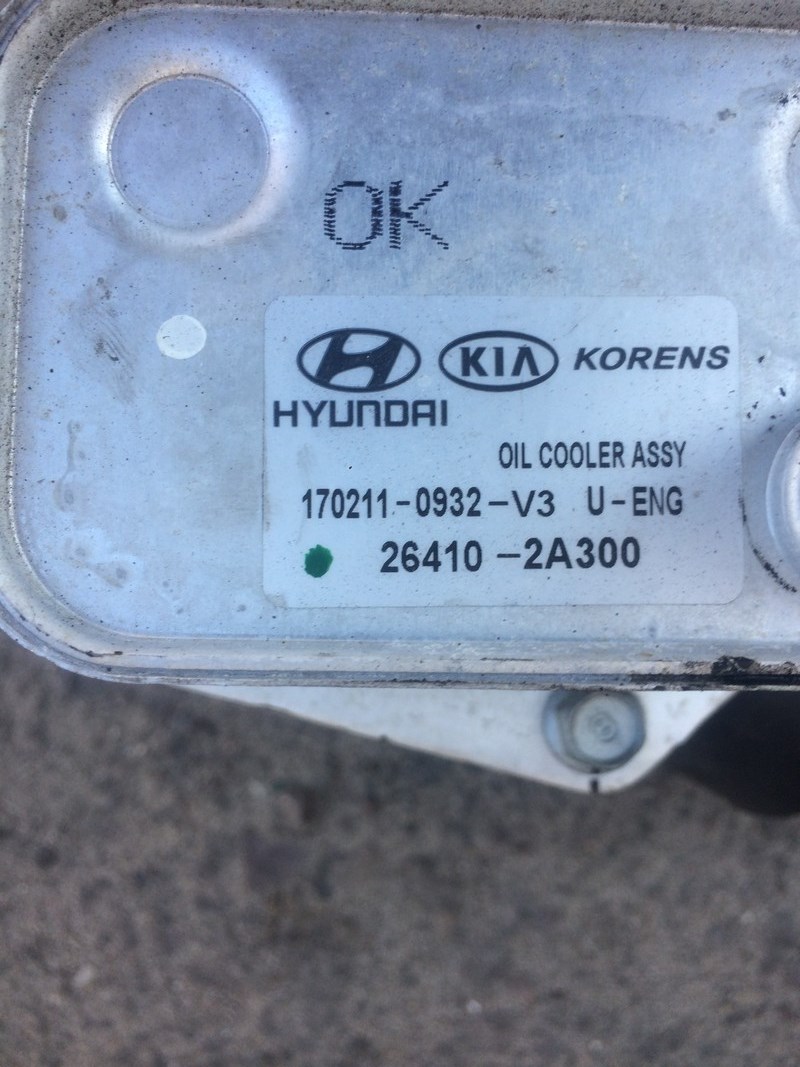 OK
KIA KORENS
HYUNDAI
OIL COOLER ASSY
170211-0932-V3 U-ENG
26410-2A300